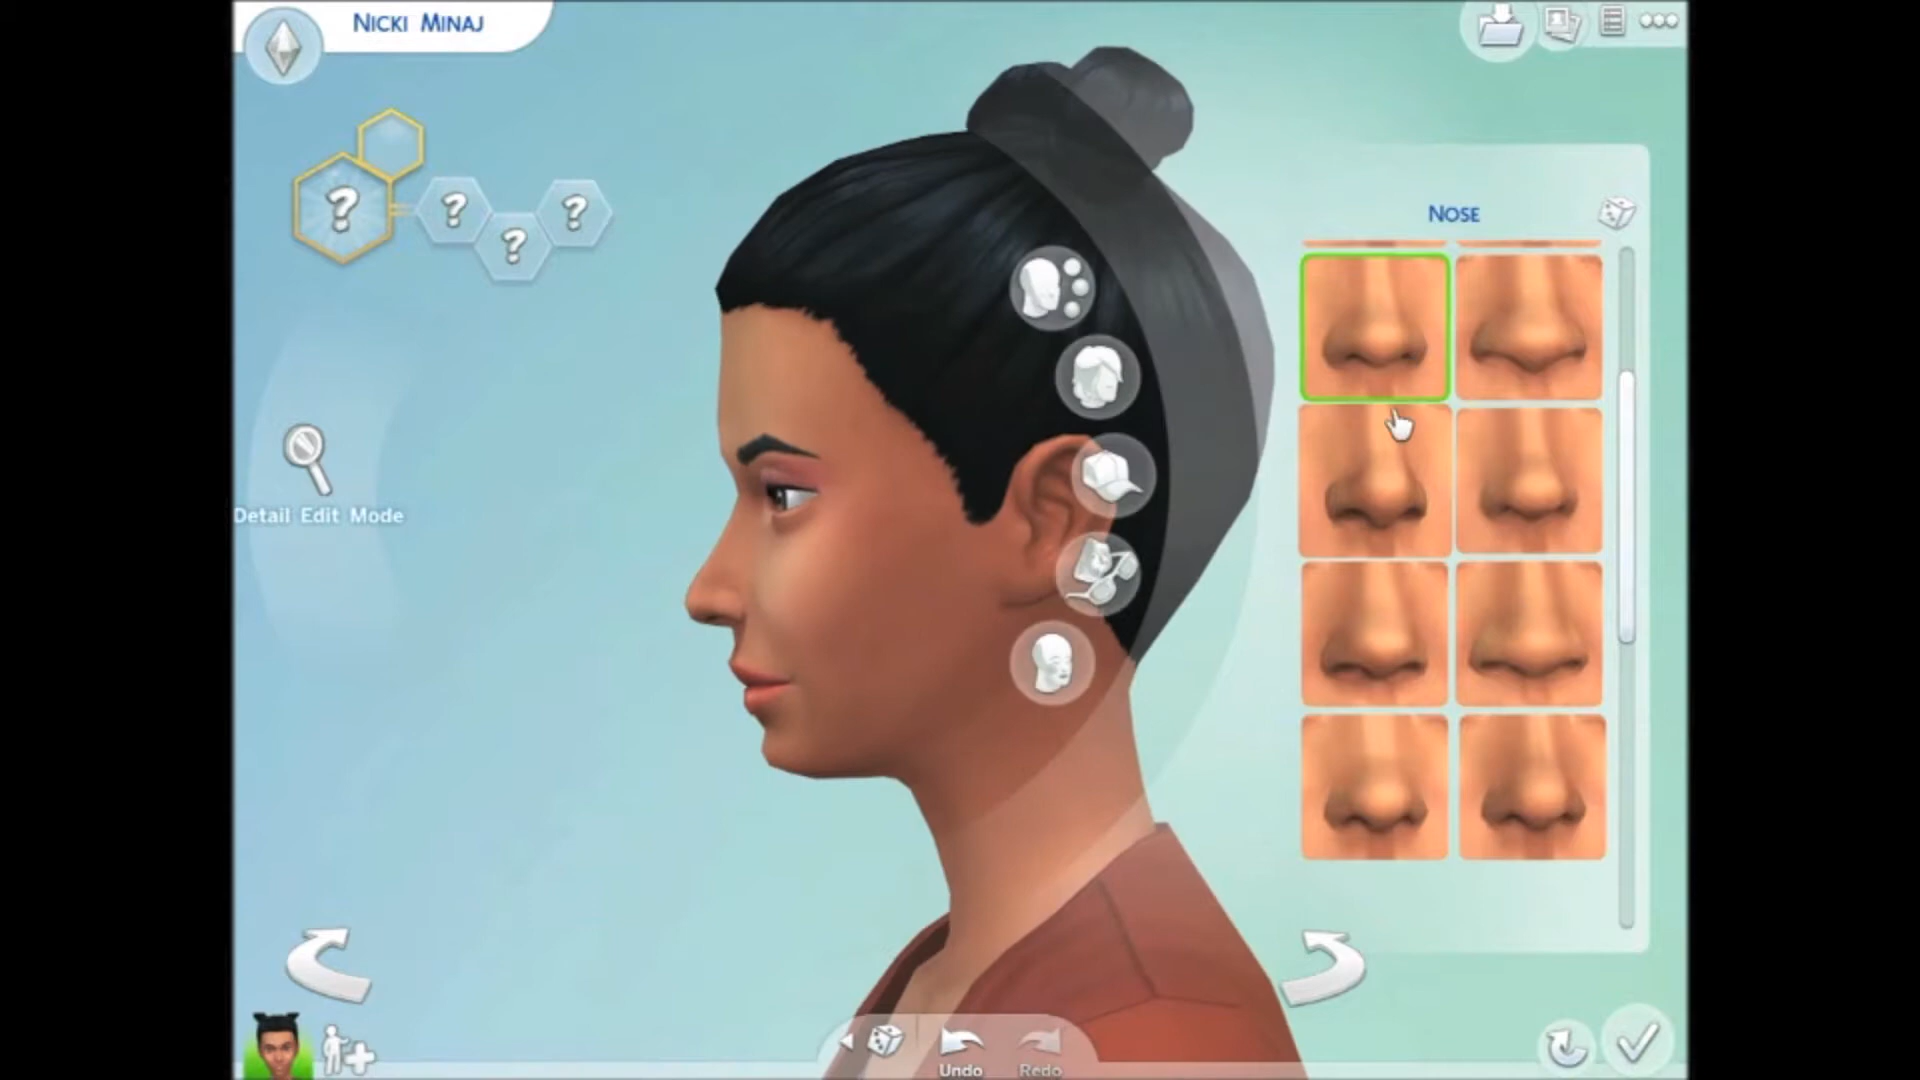 NICKI MINAJ
NOSE
?
?
?
?
Detail Edit Mode
Undo
Redo